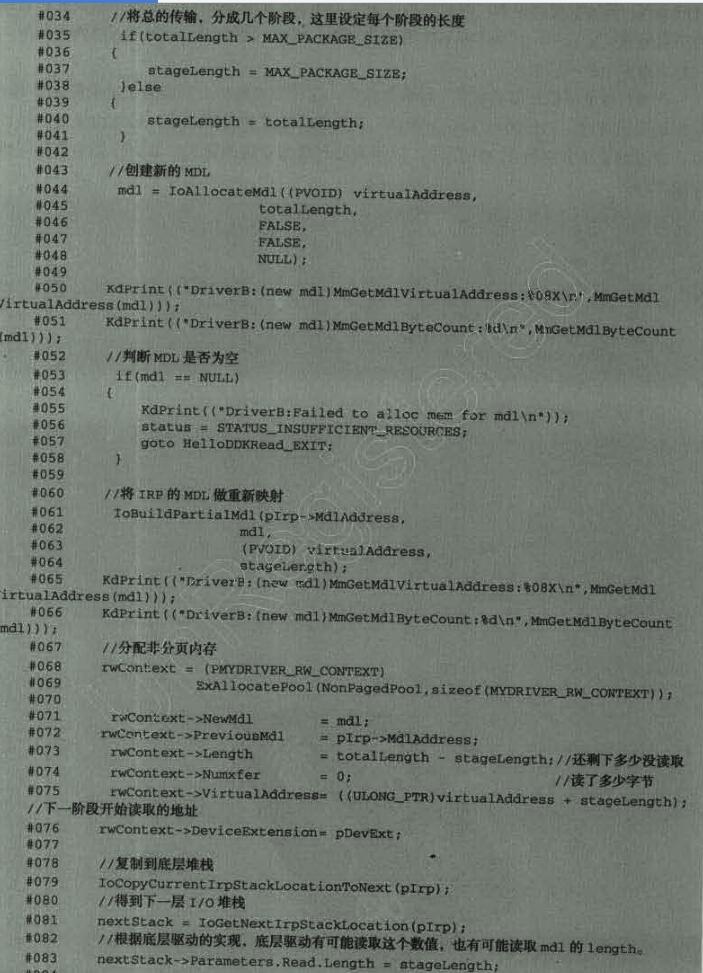 #034 //将总的传输，分成几个阶段，这里设定每个阶段的长度
#035 if(totalLength > MAX_PACKAGE_SIZE)
#036 {
#037 stageLength = MAX_PACKAGE_SIZE;
#038 }else
#039 {
#040 stageLength = totalLength;
#041 }
#042
#043 //创建新的 MDL
#044 mdl = IoAllocateMdl((PVOID) virtualAddress,
#045 totalLength,
#046 FALSE,
#047 FALSE,
#048 NULL);
#049
#050 KdPrint(("DriverB:(new mdl)MmGetMdlVirtualAddress:%08X\n",MmGetMdl
VirtualAddress(mdl)));
#051 KdPrint(("DriverB:(new mdl)MmGetMdlByteCount:%d\n",MmGetMdlByteCount
(mdl)));
#052 //判断 MDL 是否为空
#053 if(mdl == NULL)
#054 {
#055 KdPrint(("DriverB:Failed to alloc mem for mdl\n"));
#056 status = STATUS_INSUFFICIENT_RESOURCES;
#057 goto HelloDDKRead_EXIT;
#058 }
#059
#060 //将 IRP 的 MDL 做重新映射
#061 IoBuildPartialMdl(pIrp->MdlAddress,
#062 mdl,
#063 (PVOID) virtualAddress,
#064 stageLength);
#065 KdPrint(("DriverB:(new mdl)MmGetMdlVirtualAddress:%08X\n",MmGetMdl
irtualAddress(mdl)));
#066 KdPrint(("DriverB:(new mdl)MmGetMdlByteCount:%d\n",MmGetMdlByteCount
mdl)));
#067 //分配非分页内存
#068 rwContext = (PMYDRIVER_RW_CONTEXT)
#069 ExAllocatePool(NonPagedPool,sizeof(MYDRIVER_RW_CONTEXT));
#070
#071 rwContext->NewMdl = mdl;
#072 rwContext->PreviousMdl = pIrp->MdlAddress;
#073 rwContext->Length = totalLength - stageLength;//还剩下多少没读取
#074 rwContext->Numxfer = 0; //读了多少字节
#075 rwContext->VirtualAddress= ((ULONG_PTR)virtualAddress + stageLength);
//下一阶段开始读取的地址
#076 rwContext->DeviceExtension= pDevExt;
#077
#078 //复制到底层堆栈
#079 IoCopyCurrentIrpStackLocationToNext(pIrp);
#080 //得到下一层 I/O 堆栈
#081 nextStack = IoGetNextIrpStackLocation(pIrp);
#082 //根据底层驱动的实现，底层驱动有可能读取这个数值，也有可能读取 mdl 的 length。
#083 nextStack->Parameters.Read.Length = stageLength;